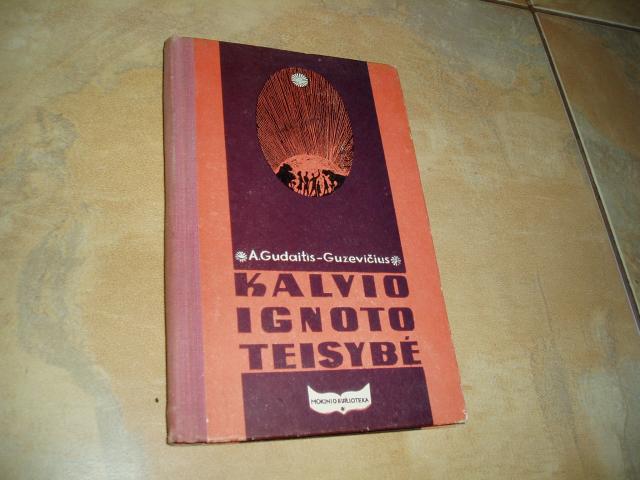 A.Gudaitis-Guzevičius
KALVIO
IGNOTO
TEISYBĖ
MOKINIO BIBLIOTEKA